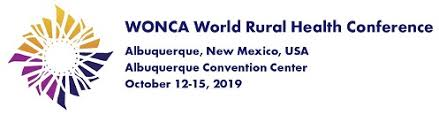 WONCA World Rural Health Conference
Albuquerque, New Mexico, USA
Albuquerque Convention Center
October 12-15, 2019